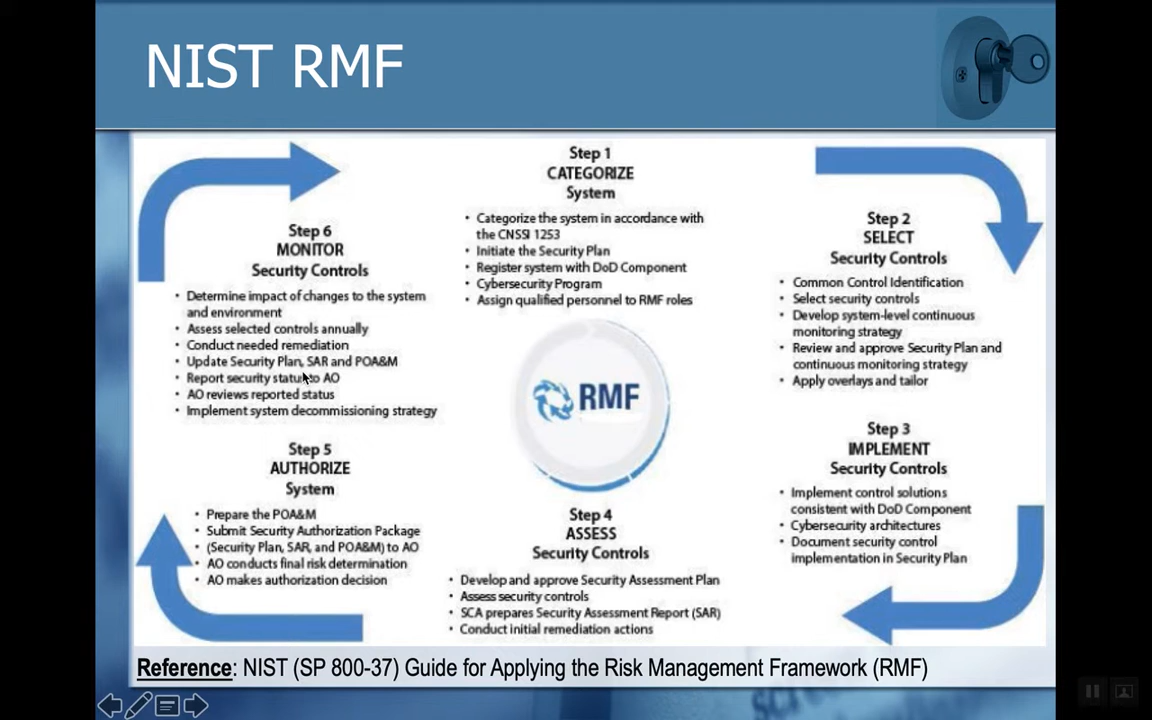 NIST RMF
Step 1
CATEGORIZE
System
• Categorize the system in accordance with
the CNSSI 1253
• Initiate the Security Plan
• Register system with DoD Component
• Cybersecurity Program
• Assign qualified personnel to RMF roles
Step 2
SELECT
Security Controls
• Common Control Identification
• Select security controls
• Develop system-level continuous
monitoring strategy
• Review and approve Security Plan and
continuous monitoring strategy
• Apply overlays and tailor
Step 3
IMPLEMENT
Security Controls
• Implement control solutions
consistent with DoD Component
• Cybersecurity architectures
• Document security control
implementation in Security Plan
Step 4
ASSESS
Security Controls
• Develop and approve Security Assessment Plan
• Assess security controls
• SCA prepares Security Assessment Report (SAR)
• Conduct initial remediation actions
Step 5
AUTHORIZE
System
• Prepare the POA&M
• Submit Security Authorization Package
• (Security Plan, SAR, and POA&M) to AO
• AO conducts final risk determination
• AO makes authorization decision
Step 6
MONITOR
Security Controls
• Determine impact of changes to the system
and environment
• Assess selected controls annually
• Conduct needed remediation
• Update Security Plan, SAR and POA&M
• Report security status to AO
• AO reviews reported status
• Implement system decommissioning strategy
RMF
Reference: NIST (SP 800-37) Guide for Applying the Risk Management Framework (RMF)